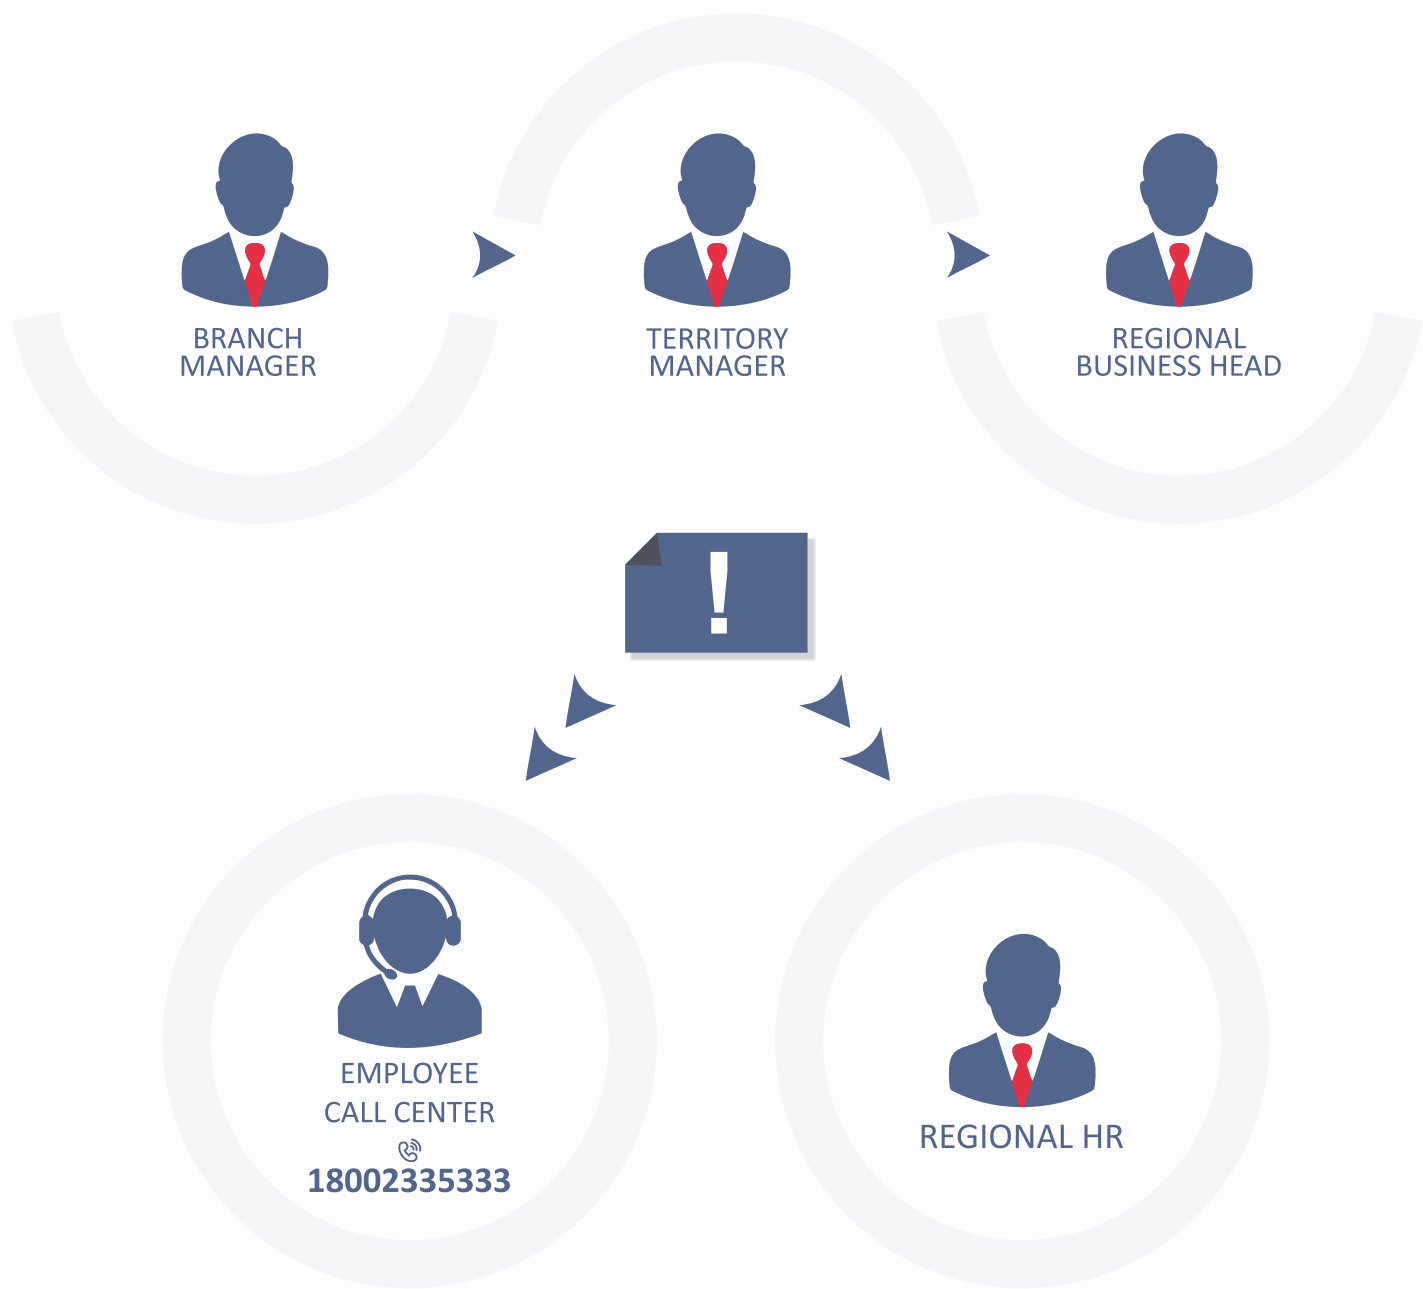 BRANCH
MANAGER
TERRITORY
MANAGER
REGIONAL
BUSINESS HEAD
!
EMPLOYEE
CALL CENTER
18002335333
REGIONAL HR